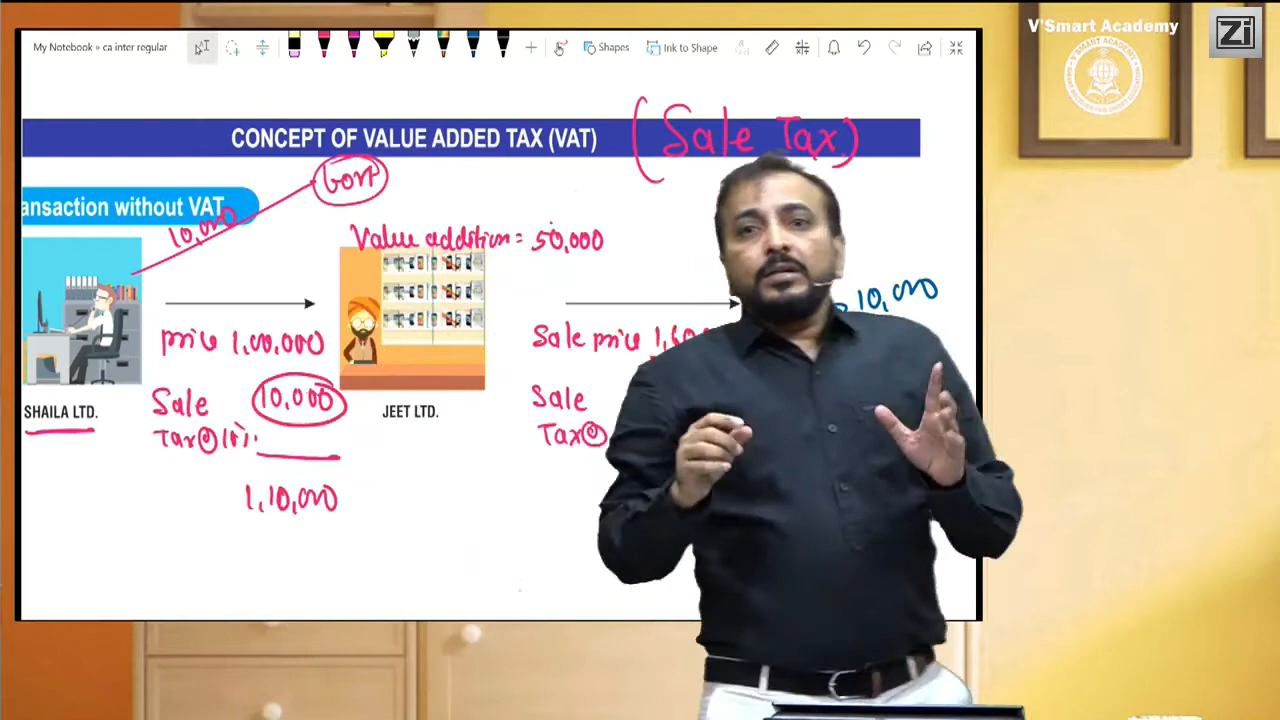 V'Smart Academy
My Notebook » ca inter regular
Shapes
Ink to Shape
CONCEPT OF VALUE ADDED TAX (VAT)
(Sale Tax)
Govt
ansaction without VAT
10,000
Value addition = 50,000
10,000
price 1,00,000
Sale price 1,60
Sale 10,000
Tax@10%
1,10,000
Sale
Tax@
SHAILA LTD.
JEET LTD.